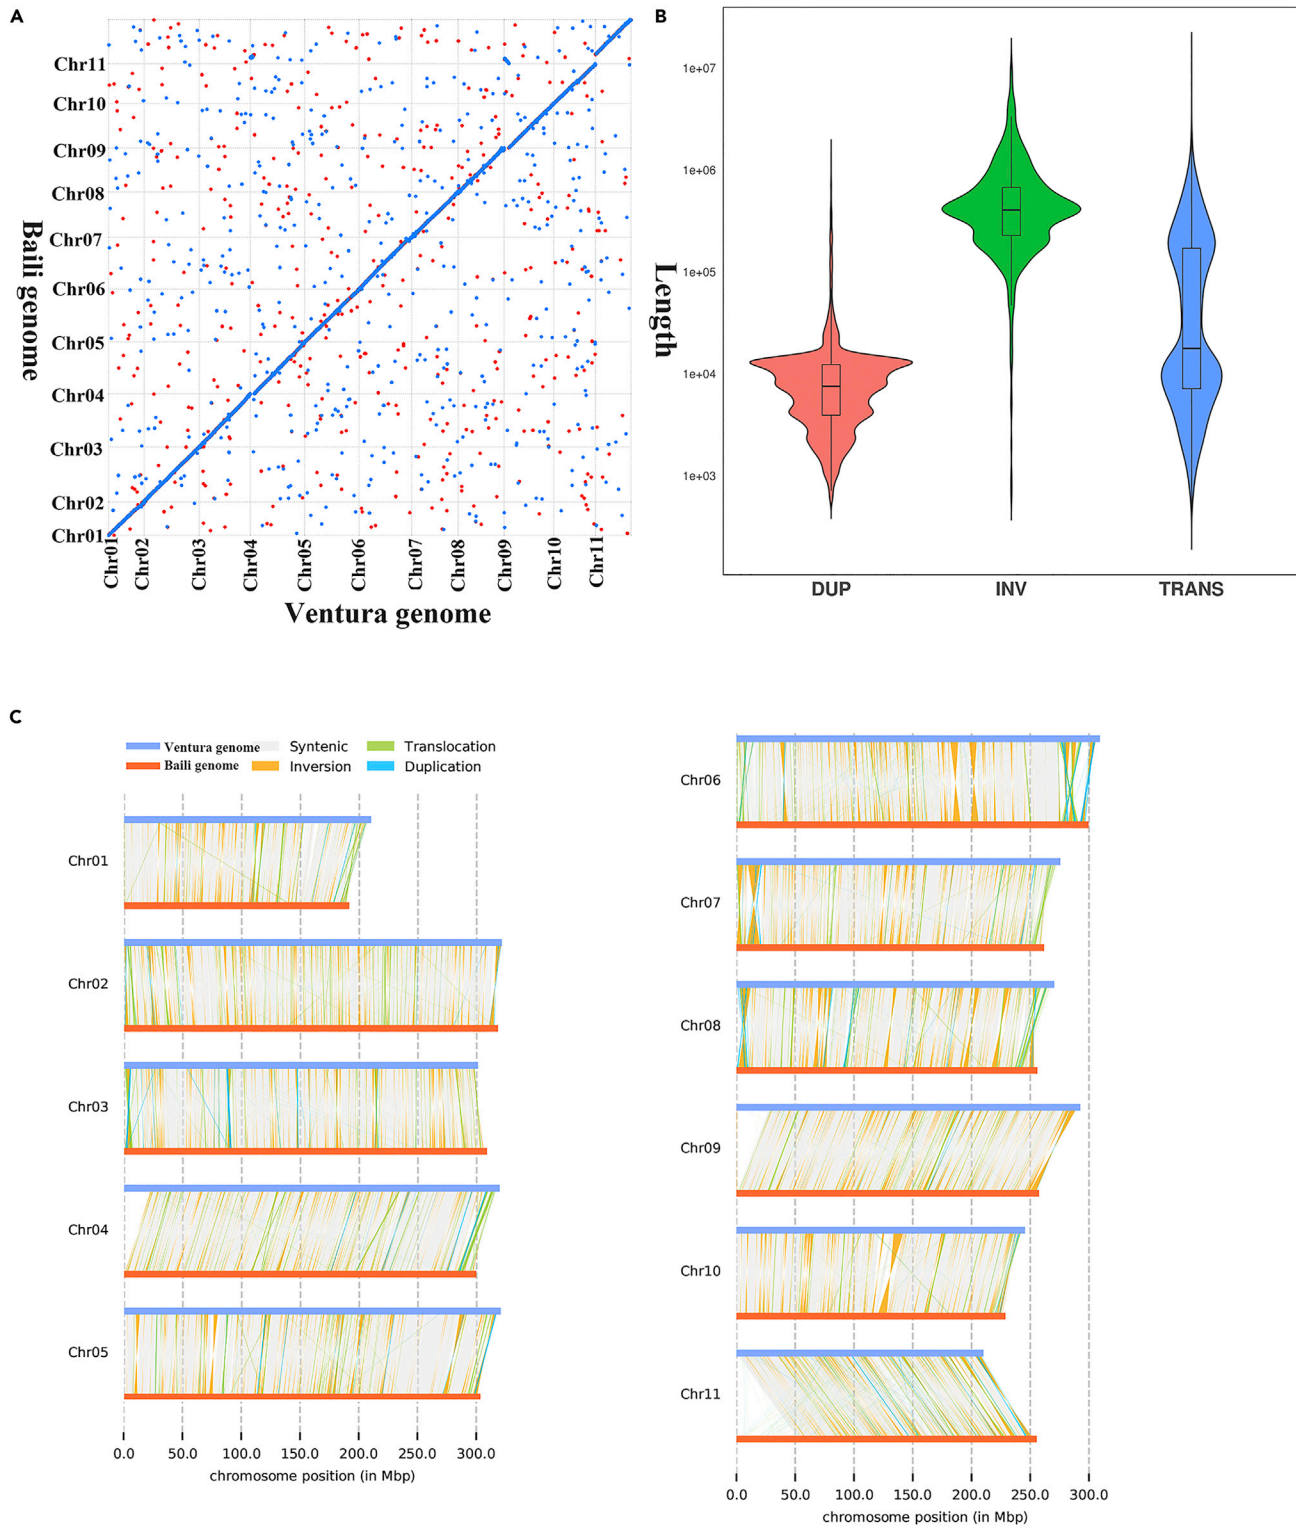 A
Chr11
Chr10
Chr09
Chr08
Chr07
Chr06
Chr05
Chr04
Chr03
Chr02
Chr01
Baili genome
Chr01
Chr02
Chr03
Chr04
Chr05
Chr06
Chr07
Chr08
Chr09
Chr10
Chr11
Ventura genome
B
1e+07
1e+06
1e+05
1e+04
1e+03
Length
DUP INV TRANS
C
Ventura genome Syntenic Translocation
Baili genome Inversion Duplication
Chr01
Chr02
Chr03
Chr04
Chr05
0.0 50.0 100.0 150.0 200.0 250.0 300.0
chromosome position (in Mbp)
Chr06
Chr07
Chr08
Chr09
Chr10
Chr11
0.0 50.0 100.0 150.0 200.0 250.0 300.0
chromosome position (in Mbp)